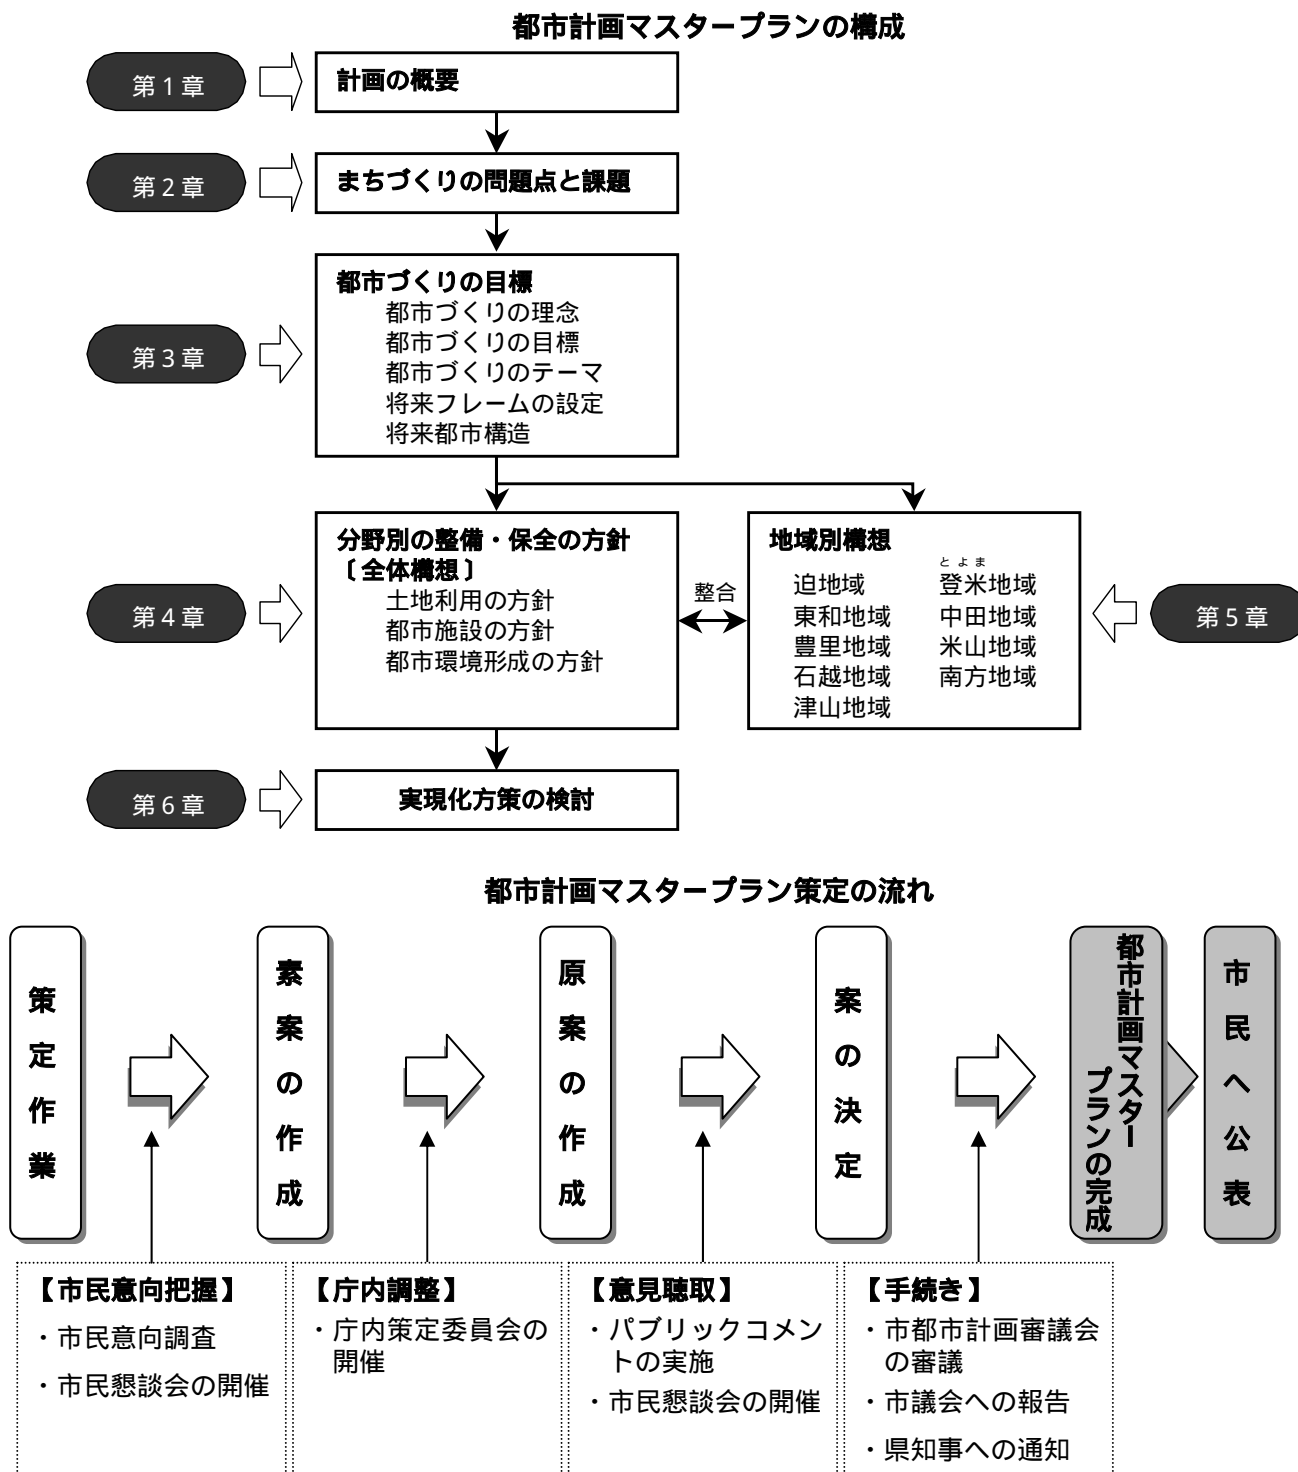 都市計画マスタープランの構成
第1章
計画の概要
第2章
まちづくりの問題点と課題
第3章
都市づくりの目標
都市づくりの理念
都市づくりの目標
都市づくりのテーマ
将来フレームの設定
将来都市構造
第4章
分野別の整備・保全の方針
〔全体構想〕
土地利用の方針
都市施設の方針
都市環境形成の方針
整合
地域別構想
とよま
迫地域 登米地域
東和地域 中田地域
豊里地域 米山地域
石越地域 南方地域
津山地域
第5章
第6章
実現化方策の検討
都市計画マスタープラン策定の流れ
策定作業
素案の作成
原案の作成
案の決定
都市計画マスター
プランの完成
市民へ公表
【市民意向把握】
・市民意向調査
・市民懇談会の開催
【庁内調整】
・庁内策定委員会の
開催
【意見聴取】
・パブリックコメン
トの実施
・市民懇談会の開催
【手続き】
・市都市計画審議会
の審議
・市議会への報告
・県知事への通知